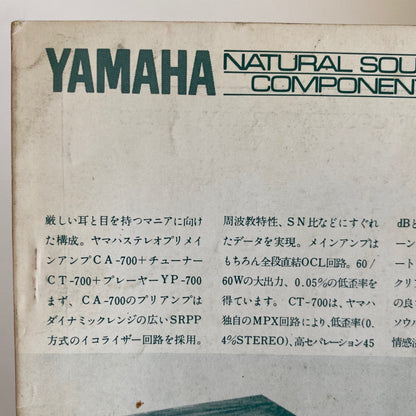 YAMAHA
NATURAL SOU
COMPONENT
厳しい耳と目を持つマニアに向け
た構成。ヤマハステレオプリメイ
ンアンプCA-700+チューナー
CT-700+プレーヤーYP-700
まず、CA-700のプリアンプは
ダイナミックレンジの広いSRPP
方式のイコライザー回路を採用。
周波数特性、SN比などにすぐれ
たデータを実現。メインアンプは
もちろん全段直結OCL回路。60/
60Wの大出力、0.05%の低歪率を
得ています。 CT-700は、ヤマハ
独自のMPX回路により、低歪率(0.
4%STEREO)、高セパレーション45
dBと
ーン
ート
クリア
の良
ソウル
情感